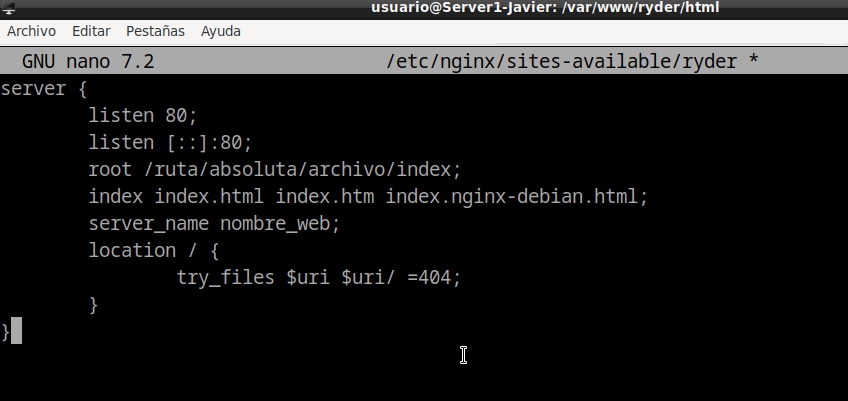 usuario@Server1-Javier: /var/www/ryder/html
Archivo Editar Pestañas Ayuda
GNU nano 7.2 /etc/nginx/sites-available/ryder *
server {
listen 80;
listen [::]:80;
root /ruta/absoluta/archivo/index;
index index.html index.htm index.nginx-debian.html;
server_name nombre_web;
location / {
try_files $uri $uri/ =404;
}
}